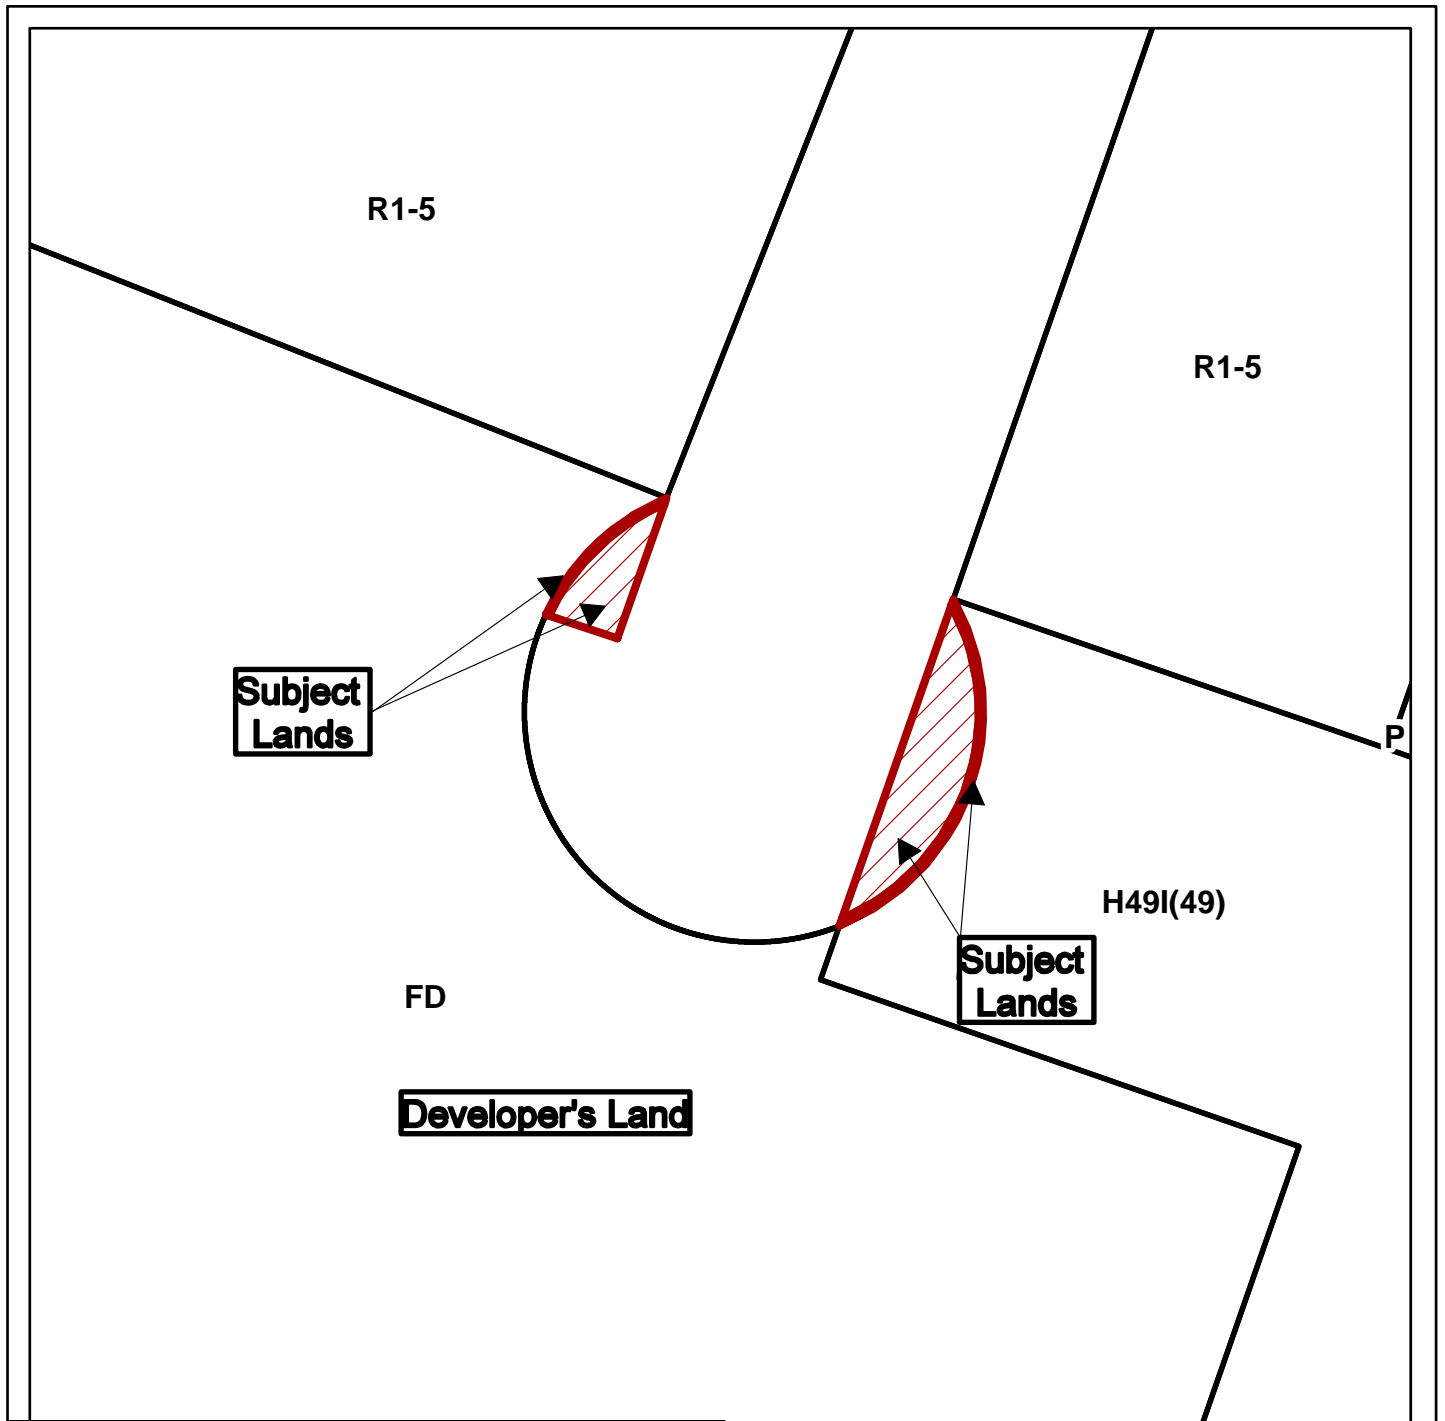 R1-5
R1-5
Subject
Lands
P
H49I(49)
Subject
Lands
FD
Developer's Land